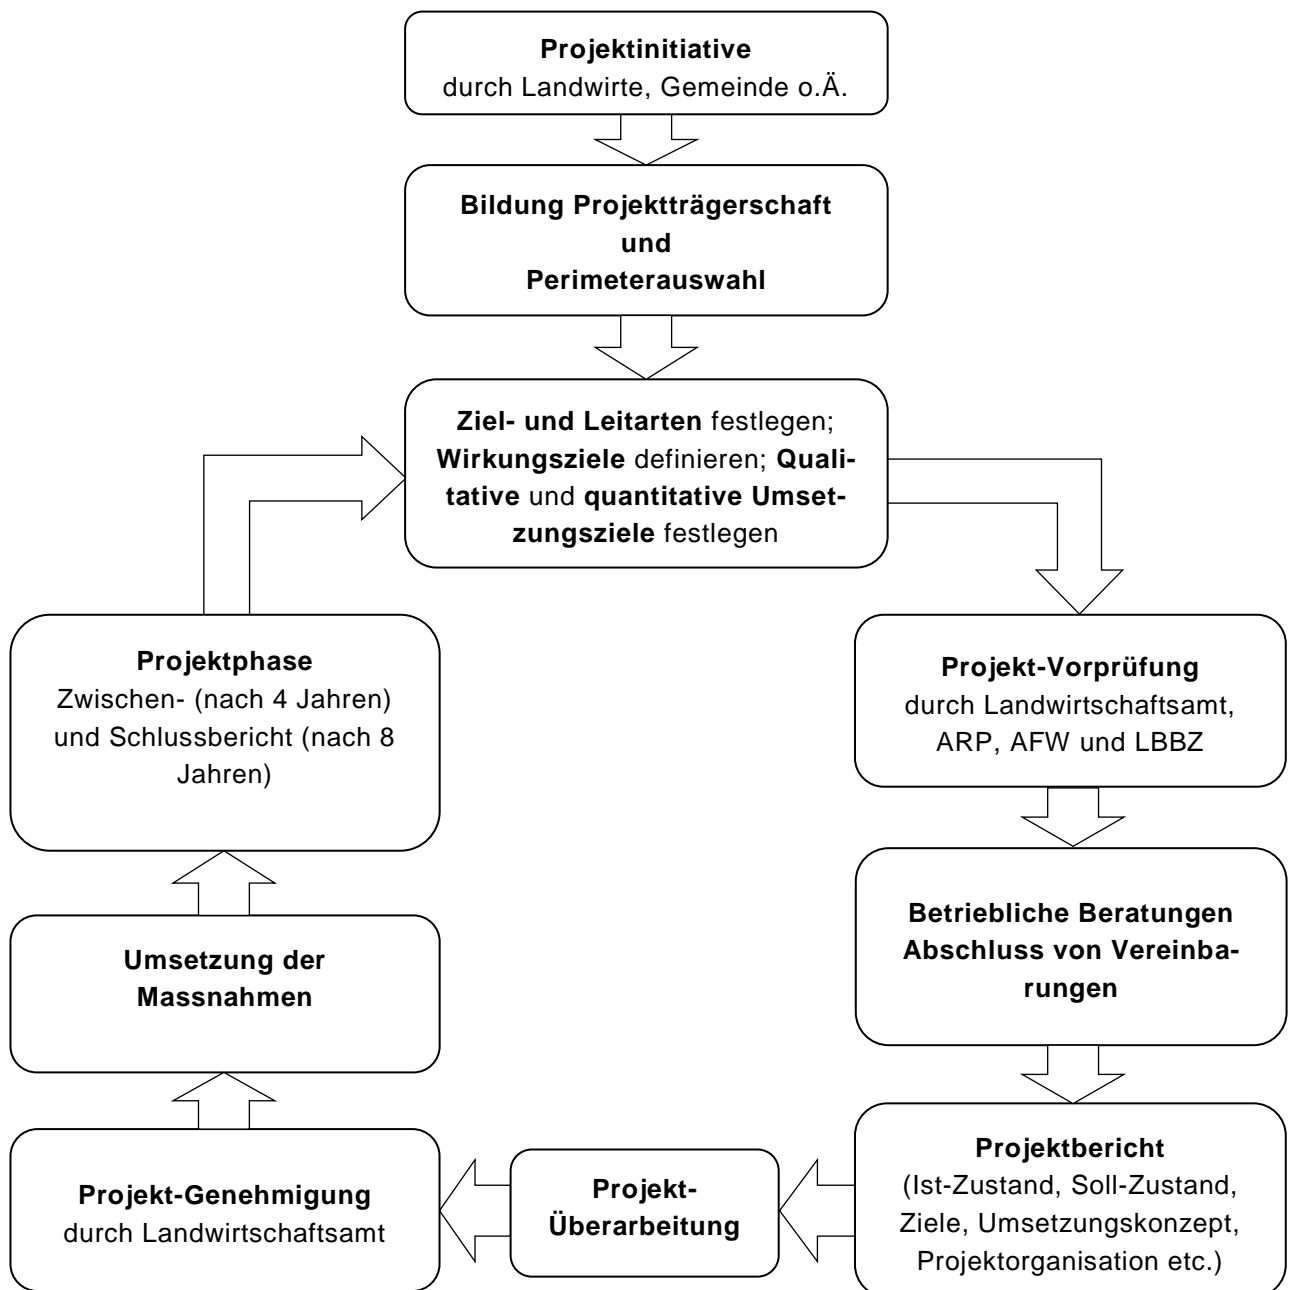 Projektinitiative
durch Landwirte, Gemeinde o.Ä.
Bildung Projektträgerschaft
und
Perimeterauswahl
Ziel- und Leitarten festlegen;
Wirkungsziele definieren; Quali-
tative und quantitative Umset-
zungsziele festlegen
Projekt-Vorprüfung
durch Landwirtschaftsamt,
ARP, AFW und LBBZ
Betriebliche Beratungen
Abschluss von Vereinba-
rungen
Projektbericht
(Ist-Zustand, Soll-Zustand,
Ziele, Umsetzungskonzept,
Projektorganisation etc.)
Projekt-
Überarbeitung
Projekt-Genehmigung
durch Landwirtschaftsamt
Umsetzung der
Massnahmen
Projektphase
Zwischen- (nach 4 Jahren)
und Schlussbericht (nach 8
Jahren)